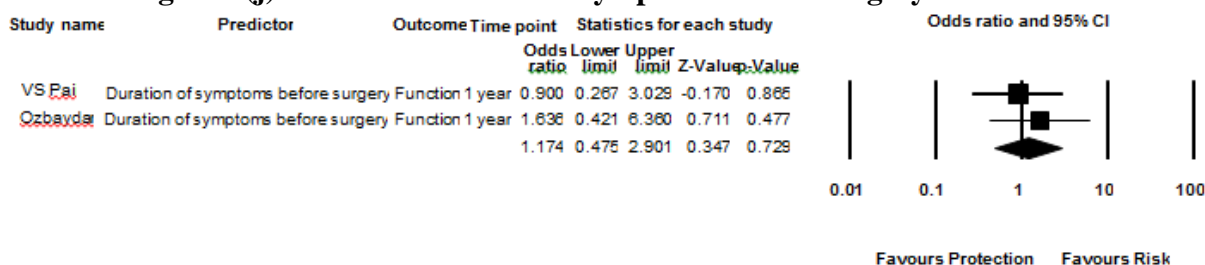 Study name Predictor Outcome Time point Statistics for each study Odds ratio and 95% CI
Odds Lower Upper
ratio limit limit Z-Value p-Value
VS Pai Duration of symptoms before surgery Function 1 year 0.900 0.267 3.029 -0.170 0.865
Ozbaydar Duration of symptoms before surgery Function 1 year 1.636 0.421 6.360 0.711 0.477
1.174 0.475 2.901 0.347 0.729
0.01 0.1 1 10 100
Favours Protection Favours Risk